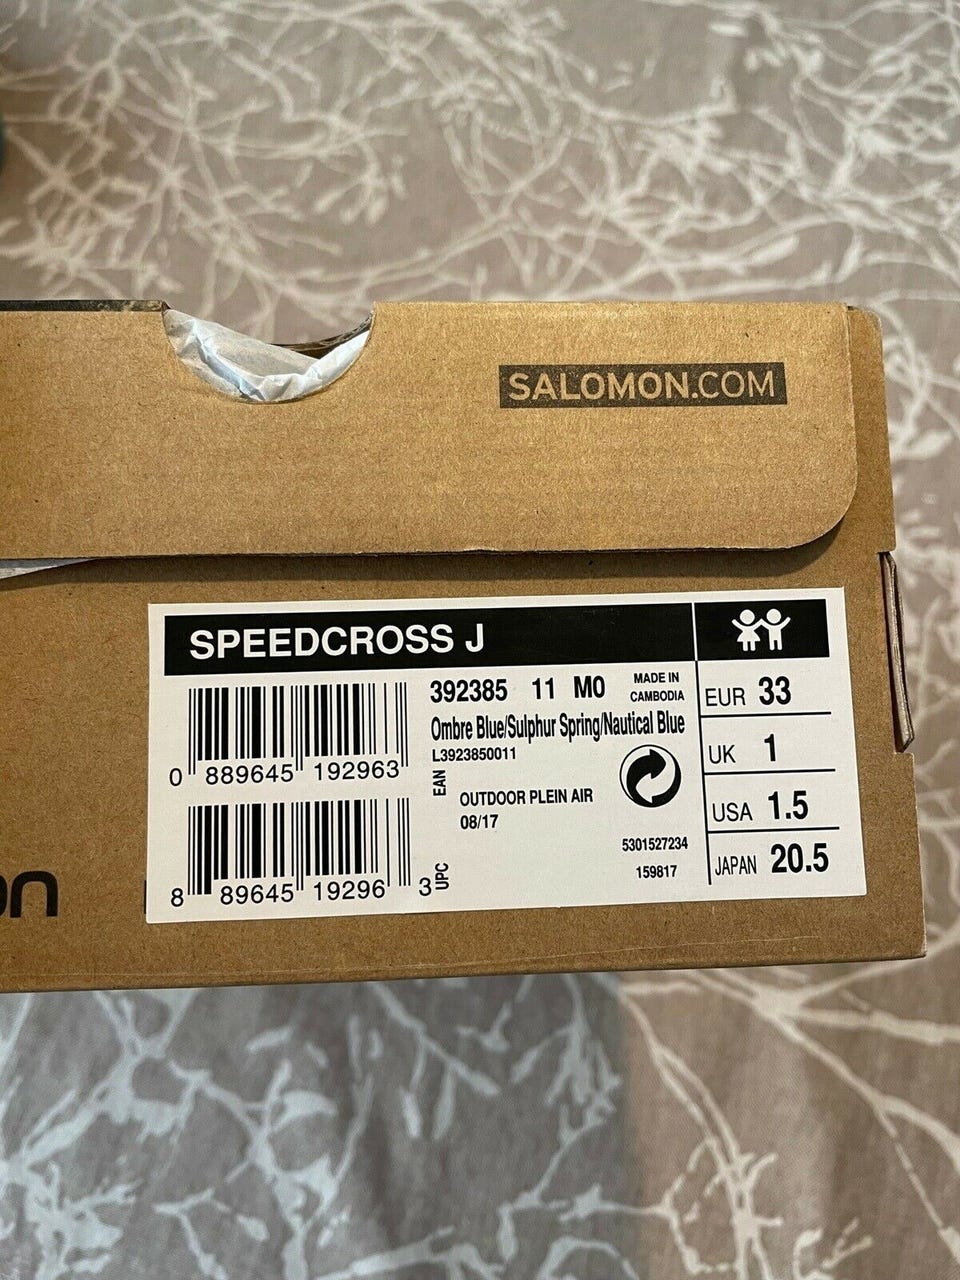 SALOMON.COM
SPEEDCROSS J
392385 11 M0
MADE IN
CAMBODIA
Ombre Blue/Sulphur Spring/Nautical Blue
L3923850011
0 889645 192963
EAN
OUTDOOR PLEIN AIR
08/17
8 89645 19296 3
UPC
5301527234
159817
EUR 33
UK 1
USA 1.5
JAPAN 20.5
on